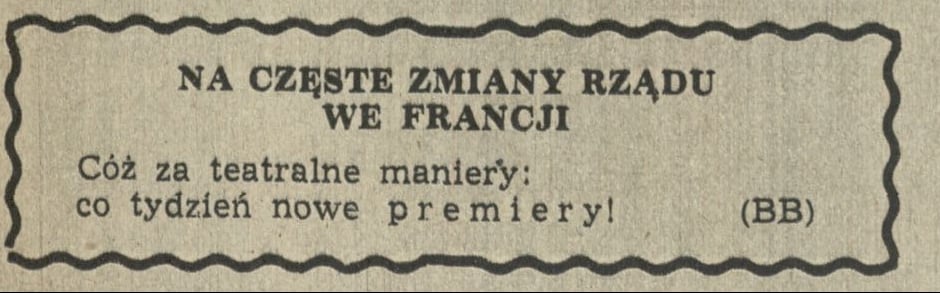 NA CZĘSTE ZMIANY RZĄDU
WE FRANCJI
Cóż za teatralne maniery:
co tydzień nowe premiery! (BB)